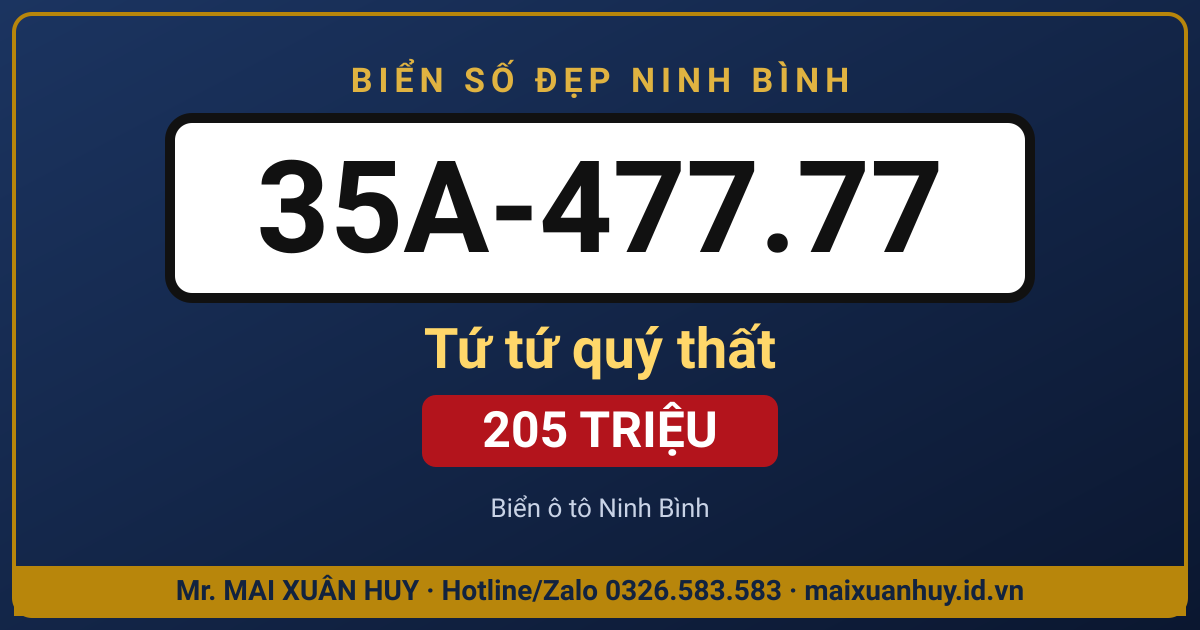 BIỂN SỐ ĐẸP NINH BÌNH
35A-477.77
Tứ tứ quý thất
205 TRIỆU
Biển ô tô Ninh Bình
Mr. MAI XUÂN HUY · Hotline/Zalo 0326.583.583 · maixuanhuy.id.vn